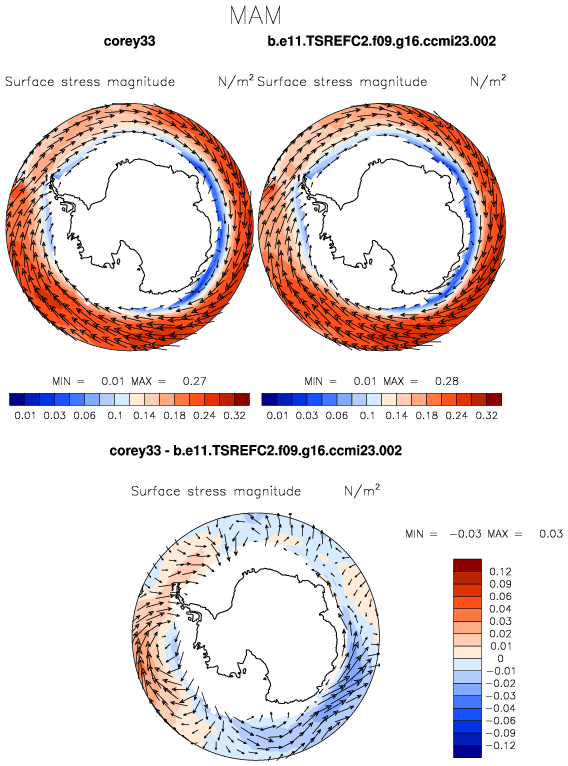 MAM
corey33 b.e11.TSREFC2.f09.g16.ccmi23.002
Surface stress magnitude N/m² Surface stress magnitude N/m²
MIN = 0.01 MAX = 0.27 MIN = 0.01 MAX = 0.28
0.01 0.03 0.06 0.1 0.14 0.18 0.24 0.32 0.01 0.03 0.06 0.1 0.14 0.18 0.24 0.32
corey33 - b.e11.TSREFC2.f09.g16.ccmi23.002
Surface stress magnitude N/m²
MIN = -0.03 MAX = 0.03
0.12
0.09
0.06
0.04
0.03
0.02
0.01
0
-0.01
-0.02
-0.03
-0.04
-0.06
-0.09
-0.12